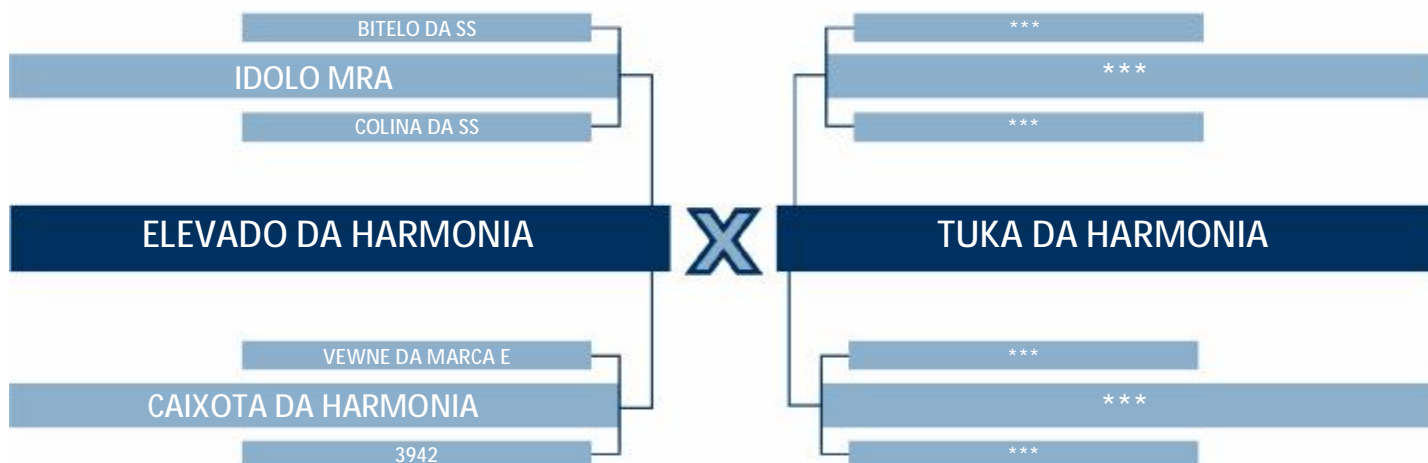 BITELO DA SS
***
IDOLO MRA
***
COLINA DA SS
***
ELEVADO DA HARMONIA
X
TUKA DA HARMONIA
VEWNE DA MARCA E
***
CAIXOTA DA HARMONIA
***
3942
***